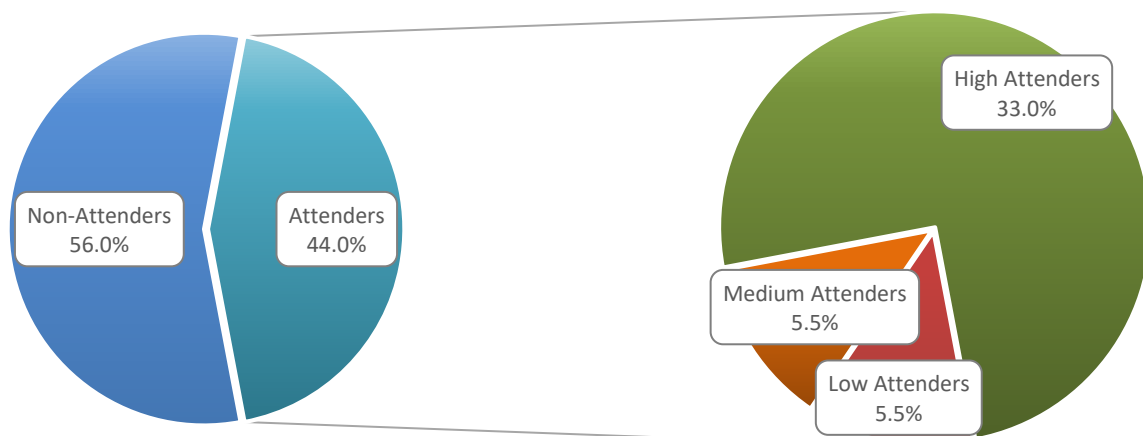 Non-Attenders
56.0%
Attenders
44.0%
High Attenders
33.0%
Medium Attenders
5.5%
Low Attenders
5.5%